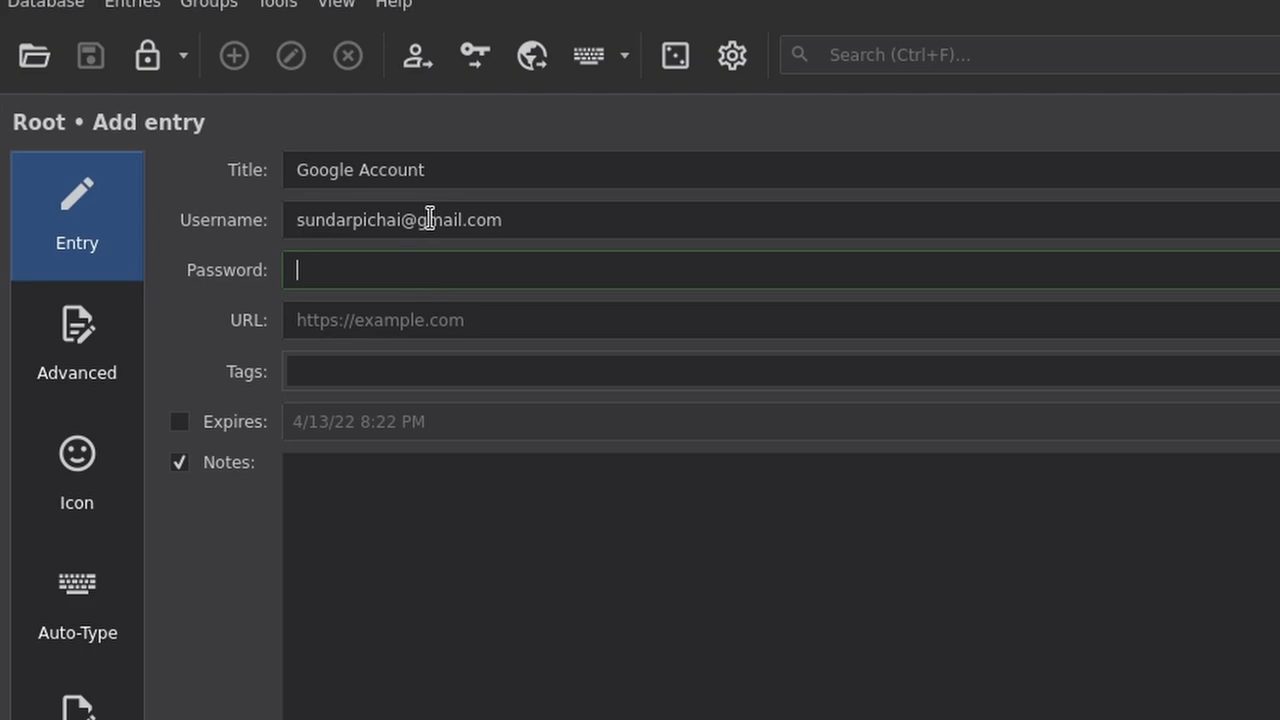 Database Entries Groups Tools View Help
Search (Ctrl+F)...
Root • Add entry
Entry
Advanced
Icon
Auto-Type
Title: Google Account
Username: sundarpichai@gmail.com
Password:
URL: https://example.com
Tags:
Expires: 4/13/22 8:22 PM
Notes: